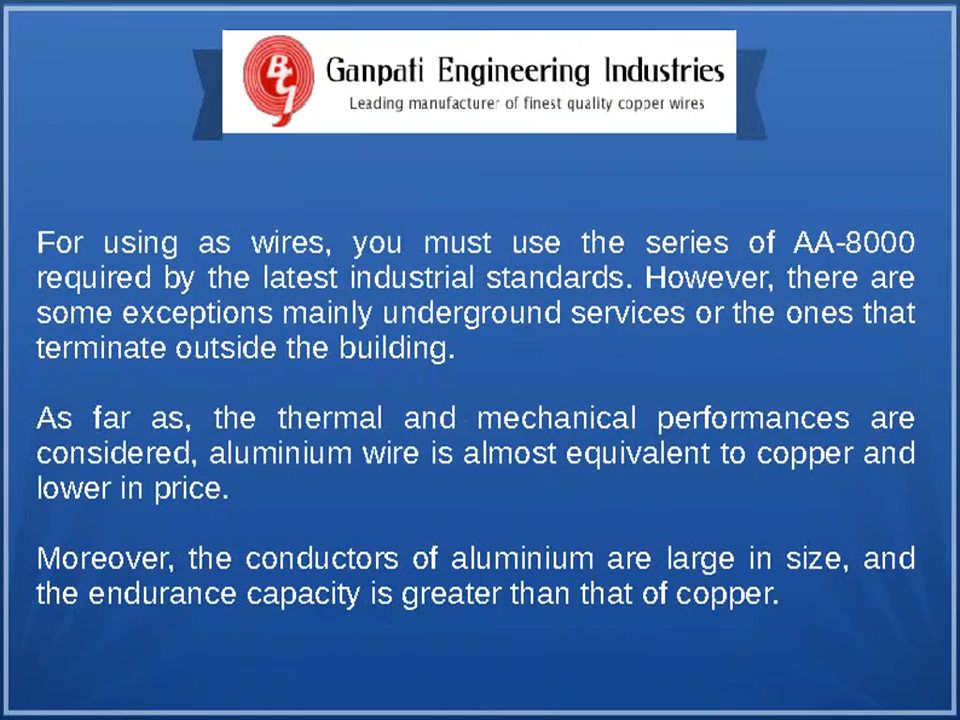 Ganpati Engineering Industries
Leading manufacturer of finest quality copper wires
For using as wires, you must use the series of AA-8000
required by the latest industrial standards. However, there are
some exceptions mainly underground services or the ones that
terminate outside the building.
As far as, the thermal and mechanical performances are
considered, aluminium wire is almost equivalent to copper and
lower in price.
Moreover, the conductors of aluminium are large in size, and
the endurance capacity is greater than that of copper.